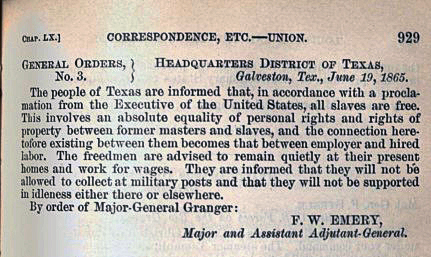 CHAP. LX.] CORRESPONDENCE, ETC.—UNION. 929
GENERAL ORDERS, } HEADQUARTERS DISTRICT OF TEXAS,
No. 3. } Galveston, Tex., June 19, 1865.
The people of Texas are informed that, in accordance with a procla-
mation from the Executive of the United States, all slaves are free.
This involves an absolute equality of personal rights and rights of
property between former masters and slaves, and the connection here-
tofore existing between them becomes that between employer and hired
labor. The freedmen are advised to remain quietly at their present
homes and work for wages. They are informed that they will not be
allowed to collect at military posts and that they will not be supported
in idleness either there or elsewhere.
By order of Major-General Granger:
F. W. EMERY,
Major and Assistant Adjutant-General.